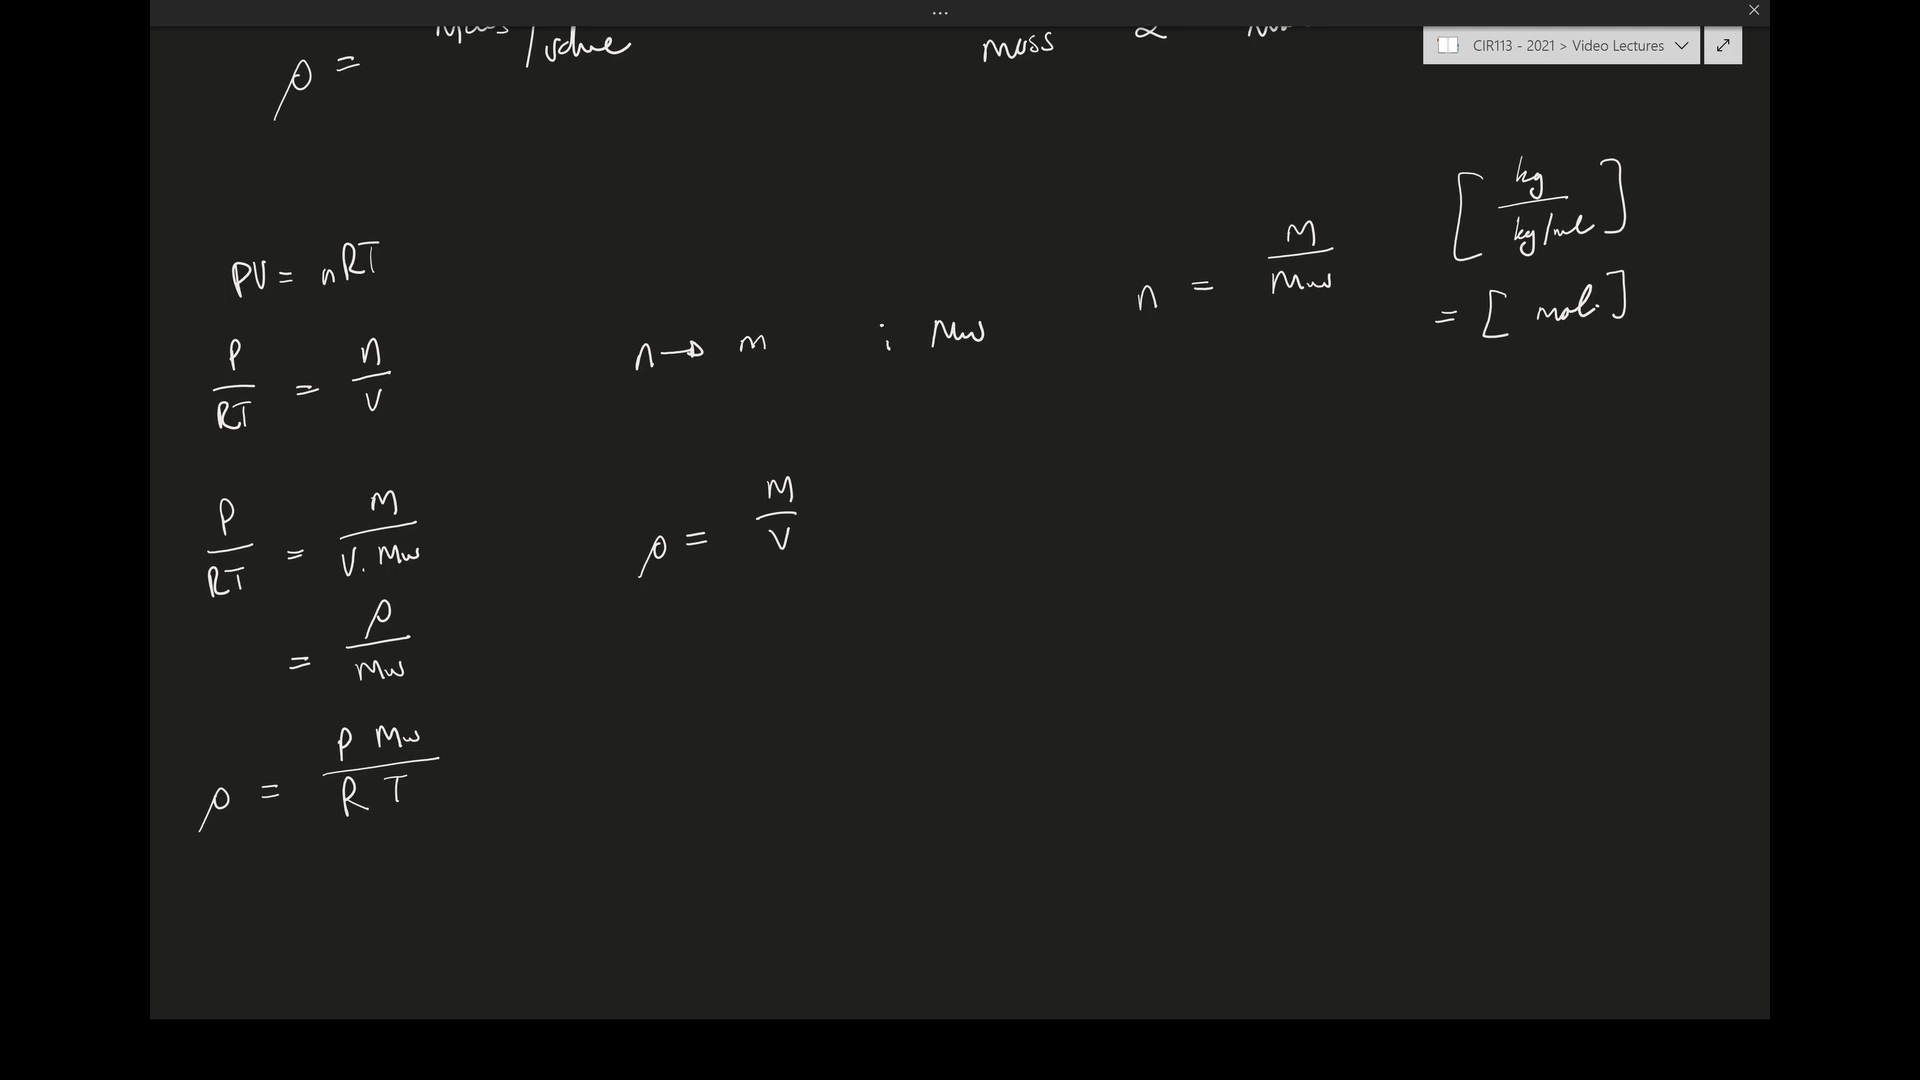 ...
CIR113 - 2021 > Video Lectures
ρ = Mass/volume
mass ∝
PV = nRT
n = M/Mw [kg/kg/mol]
= [mol.]
P/RT = n/V
n → m ; Mw
P/RT = M/V. Mw
ρ = M/V
= ρ/Mw
ρ = P Mw/R T